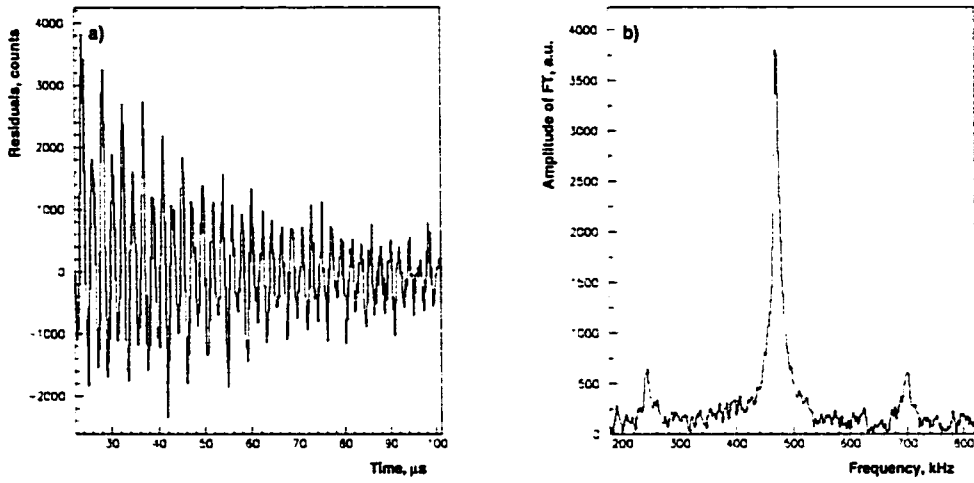 a)
Residuals, counts
4000
3000
2000
1000
0
-1000
-2000
30 40 50 60 70 80 90 100
Time, μs
b)
Amplitude of FT, a.u.
4000
3500
3000
2500
2000
1500
1000
500
0
200 300 400 500 600 700 800
Frequency, kHz